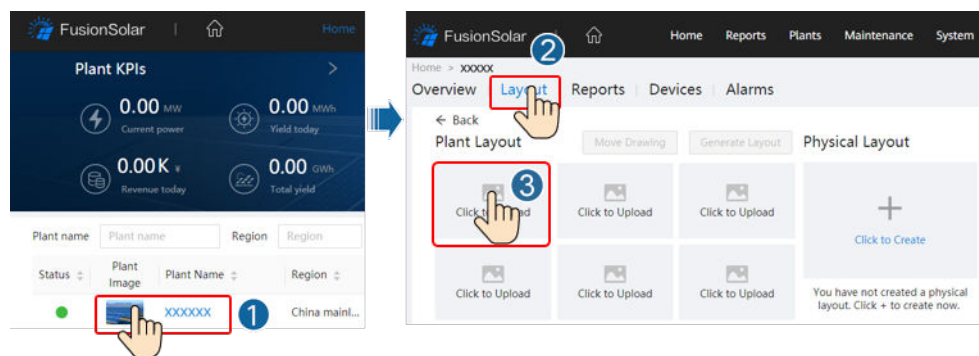 FusionSolar
Home
Plant KPIs
>
0.00 MW
Current power
0.00 MWh
Yield today
0.00K ¥
Revenue today
0.00 GWh
Total yield
Plant name
Plant name
Region
Region
Status
Plant Image
Plant Name
Region
XXXXXX
1
China mainl...
FusionSolar
2
Home
Reports
Plants
Maintenance
System
Home > XXXXX
Overview
Layout
Reports
Devices
Alarms
← Back
Plant Layout
Move Drawing
Generate Layout
Physical Layout
3
Click to Upload
Click to Upload
Click to Upload
Click to Create
Click to Upload
Click to Upload
Click to Upload
You have not created a physical
layout. Click + to create now.